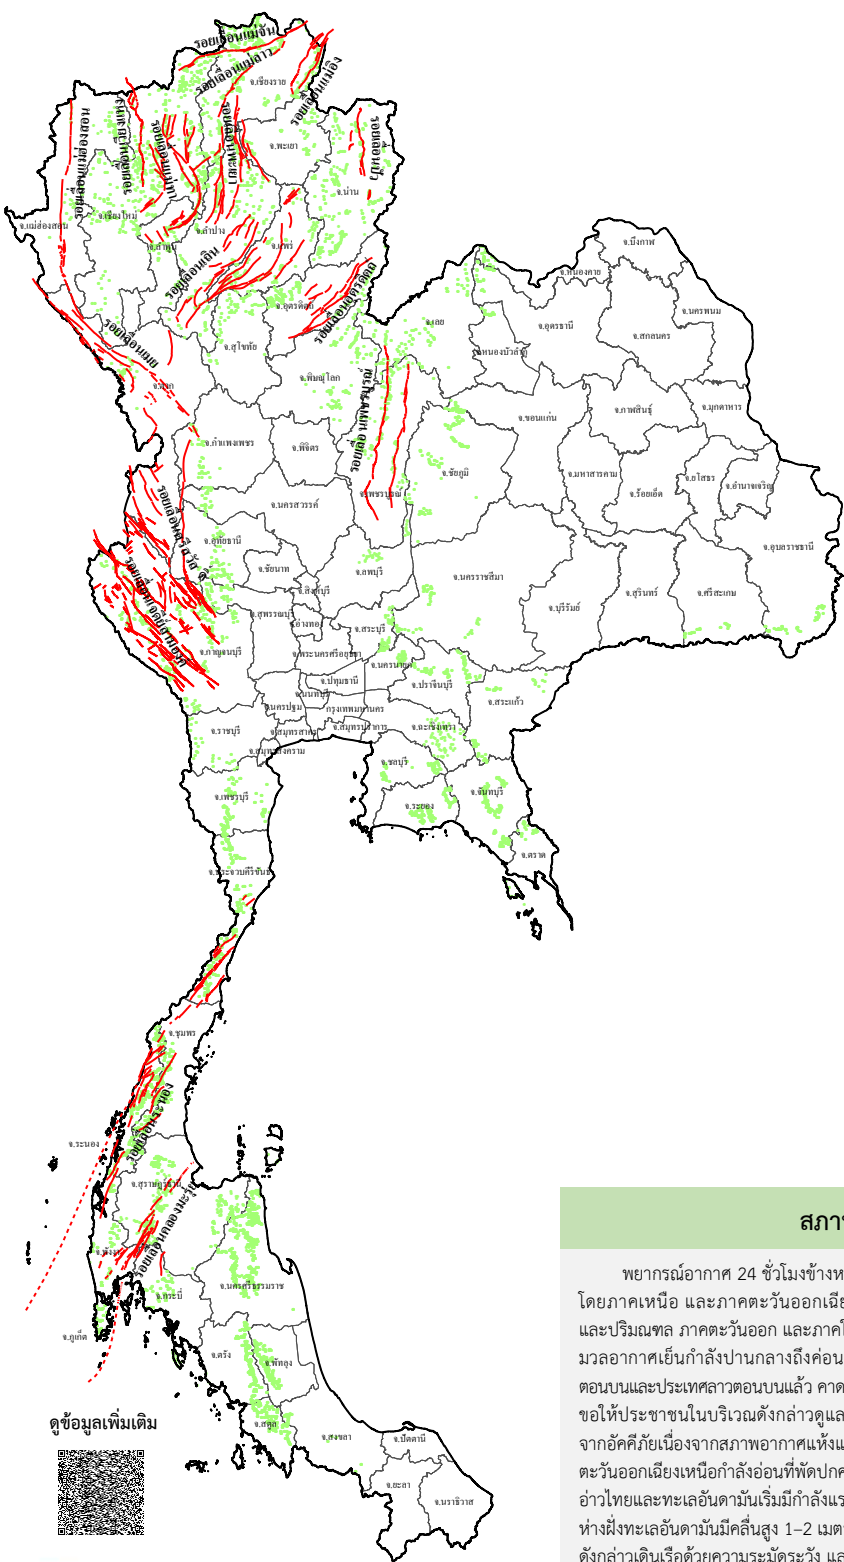 รอยเลื่อนแม่จัน
รอยเลื่อนแม่ลาว
จ.เชียงราย
รอยเลื่อนแม่อิง
รอยเลื่อนพะเยา
จ.พะเยา
รอยเลื่อนปัว
จ.น่าน
รอยเลื่อนแม่ทา
จ.แม่ฮ่องสอน
จ.เชียงใหม่
จ.ลำพูน
จ.ลำปาง
จ.แพร่
รอยเลื่อนเถิน
จ.อุตรดิตถ์
รอยเลื่อนอุตรดิตถ์
รอยเลื่อนเมย
จ.ตาก
จ.สุโขทัย
จ.พิษณุโลก
รอยเลื่อนเพชรบูรณ์
จ.เลย
จ.หนองบัวลำภู
จ.อุดรธานี
จ.หนองคาย
จ.บึงกาฬ
จ.สกลนคร
จ.นครพนม
จ.กำแพงเพชร
จ.พิจิตร
จ.เพชรบูรณ์
จ.ชัยภูมิ
จ.ขอนแก่น
จ.กาฬสินธุ์
จ.มุกดาหาร
จ.มหาสารคาม
จ.ร้อยเอ็ด
จ.ยโสธร
จ.อำนาจเจริญ
จ.อุบลราชธานี
จ.นครสวรรค์
จ.อุทัยธานี
จ.ชัยนาท
จ.ลพบุรี
จ.นครราชสีมา
จ.บุรีรัมย์
จ.สุรินทร์
จ.ศรีสะเกษ
รอยเลื่อนศรีสวัสดิ์
รอยเลื่อนเจดีย์สามองค์
จ.สิงห์บุรี
จ.สุพรรณบุรี
จ.อ่างทอง
จ.สระบุรี
จ.กาญจนบุรี
จ.พระนครศรีอยุธยา
จ.นครนายก
จ.ปทุมธานี
จ.ปราจีนบุรี
จ.นนทบุรี
จ.สระแก้ว
จ.นครปฐม
กรุงเทพมหานคร
จ.ราชบุรี
จ.สมุทรสาคร
จ.สมุทรปราการ
จ.ฉะเชิงเทรา
จ.สมุทรสงคราม
จ.ชลบุรี
จ.เพชรบุรี
จ.ระยอง
จ.จันทบุรี
จ.ตราด
จ.ประจวบคีรีขันธ์
จ.ชุมพร
รอยเลื่อนระนอง
จ.ระนอง
จ.สุราษฎร์ธานี
รอยเลื่อนคลองมะรุ่ย
จ.พังงา
จ.กระบี่
จ.นครศรีธรรมราช
จ.ภูเก็ต
จ.ตรัง
จ.พัทลุง
จ.สตูล
จ.สงขลา
จ.ปัตตานี
จ.ยะลา
จ.นราธิวาส
ดูข้อมูลเพิ่มเติม
พยากรณ์อากาศ 24 ชั่วโมงข้างห
โดยภาคเหนือ และภาคตะวันออกเฉีย
และปริมณฑล ภาคตะวันออก และภาคใ
มวลอากาศเย็นกำลังปานกลางถึงค่อน
ตอนบนและประเทศลาวตอนบนแล้ว คาด
ขอให้ประชาชนในบริเวณดังกล่าวดูแล
จากอัคคีภัยเนื่องจากสภาพอากาศแห้งแ
ตะวันออกเฉียงเหนือกำลังอ่อนที่พัดปกค
อ่าวไทยและทะเลอันดามันเริ่มมีกำลังแร
ห่างฝั่งทะเลอันดามันมีคลื่นสูง 1–2 เมต
ดังกล่าวเดินเรือด้วยความระมัดระวัง และ